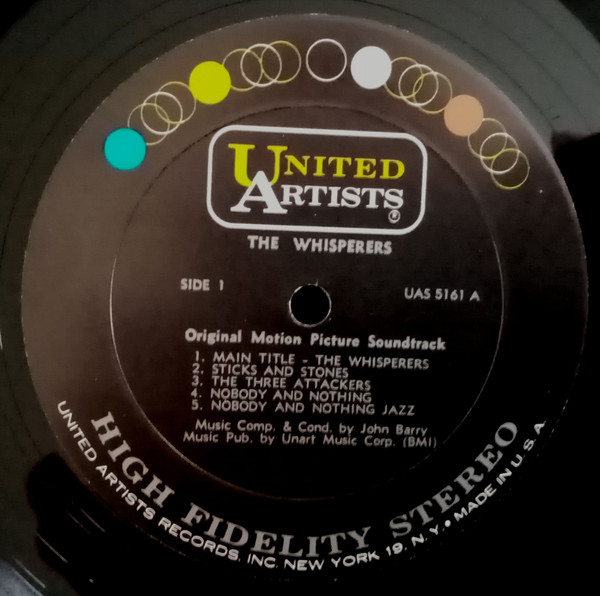 UNITED
ARTISTS
®
THE WHISPERERS
SIDE 1
UAS 5161 A
Original Motion Picture Soundtrack
1. MAIN TITLE - THE WHISPERERS
2. STICKS AND STONES
3. THE THREE ATTACKERS
4. NOBODY AND NOTHING
5. NOBODY AND NOTHING JAZZ
Music Comp. & Cond. by John Barry
Music Pub. by Unart Music Corp. (BMI)
HIGH FIDELITY STEREO
UNITED ARTISTS RECORDS, INC. NEW YORK 19, N.Y. • MADE IN U.S.A.